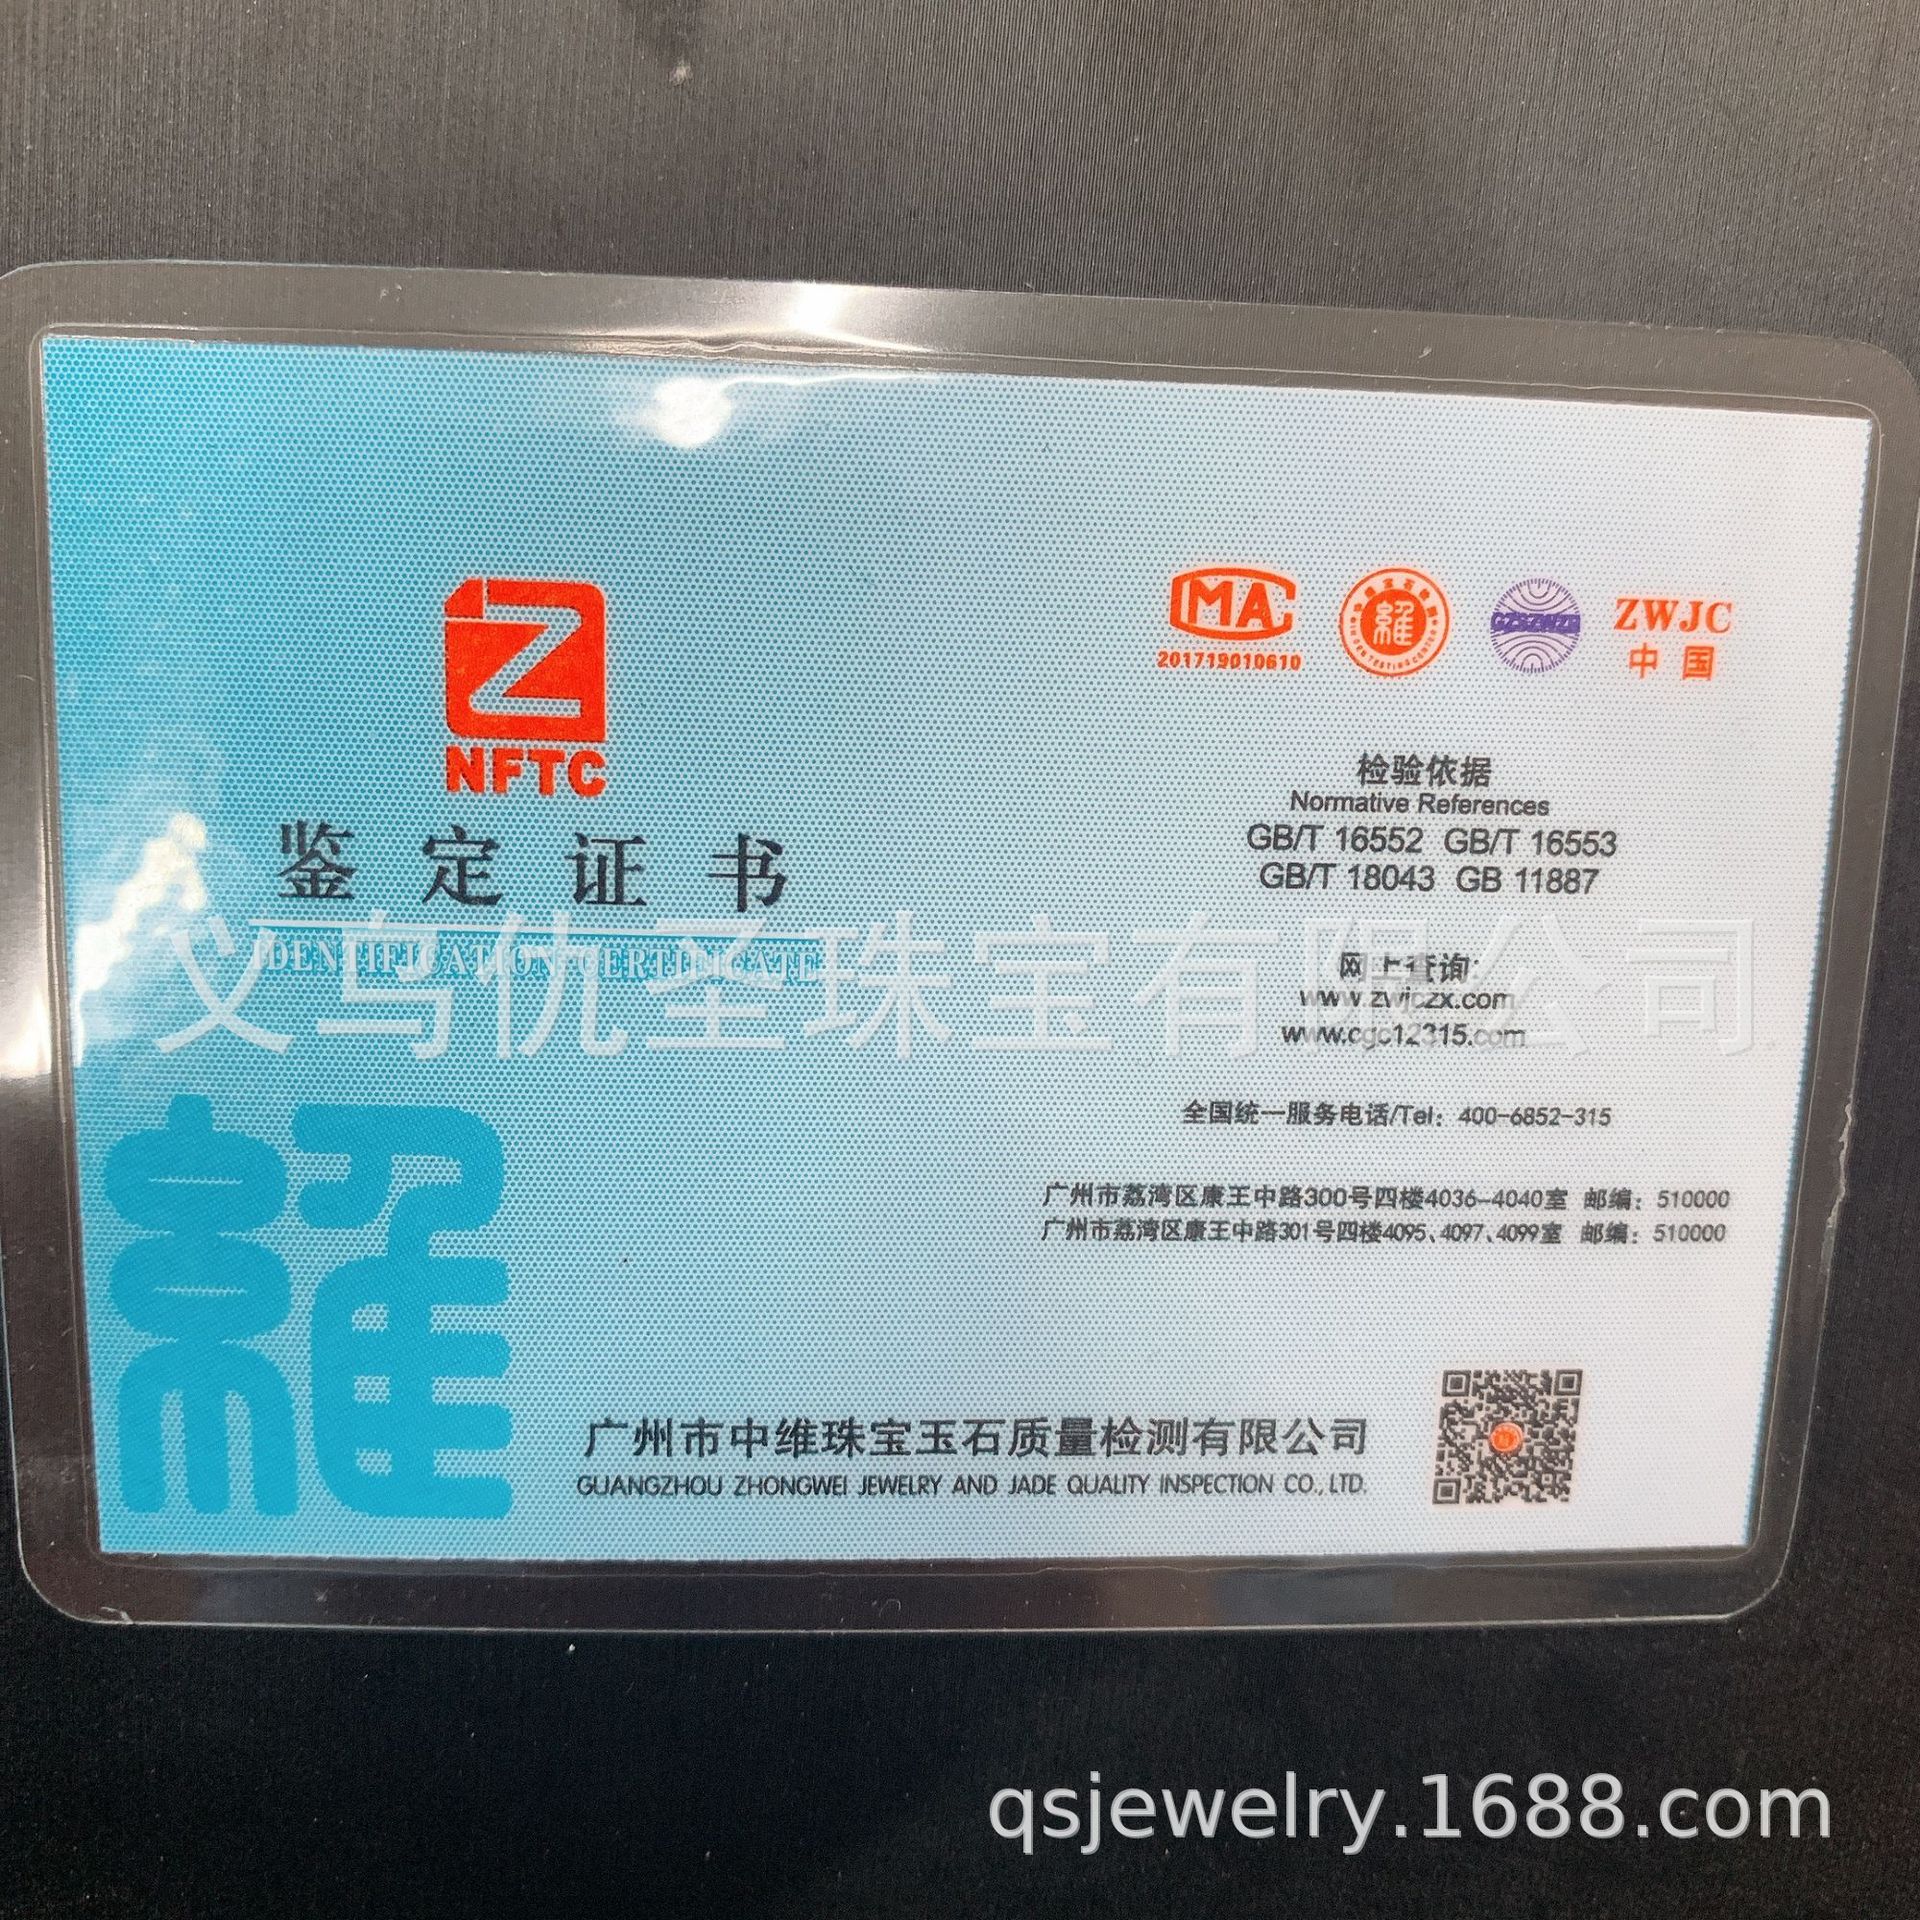 Z
NFTC
鉴定证书
IDENTIFICATION CERTIFICATE
MA
201719010610
ZWJC
中国
检验依据
Normative References
GB/T 16552 GB/T 16553
GB/T 18043 GB 11887
网上查询:
www.zwjczx.com
www.cgc12315.com
义乌仇圣珠宝有限公司
全国统一服务电话/Tel: 400-6852-315
广州市荔湾区康王中路300号四楼4036-4040室 邮编: 510000
广州市荔湾区康王中路301号四楼4095、4097、4099室 邮编: 510000
广州市中维珠宝玉石质量检测有限公司
GUANGZHOU ZHONGWEI JEWELRY AND JADE QUALITY INSPECTION CO., LTD.
qsjewelry.1688.com